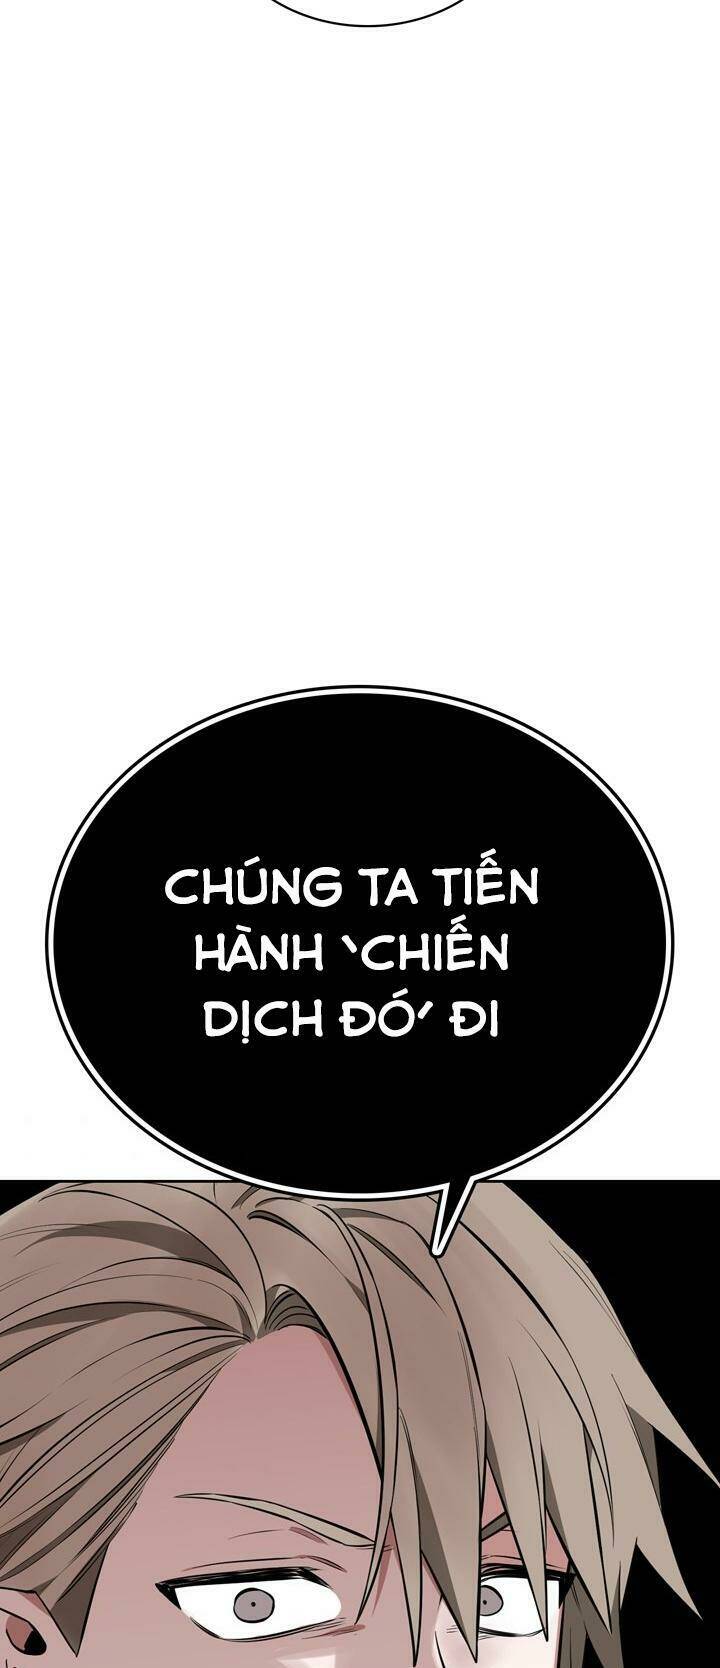 CHÚNG TA TIẾN
HÀNH ‵CHIẾN
DỊCH ĐÓ′ ĐI